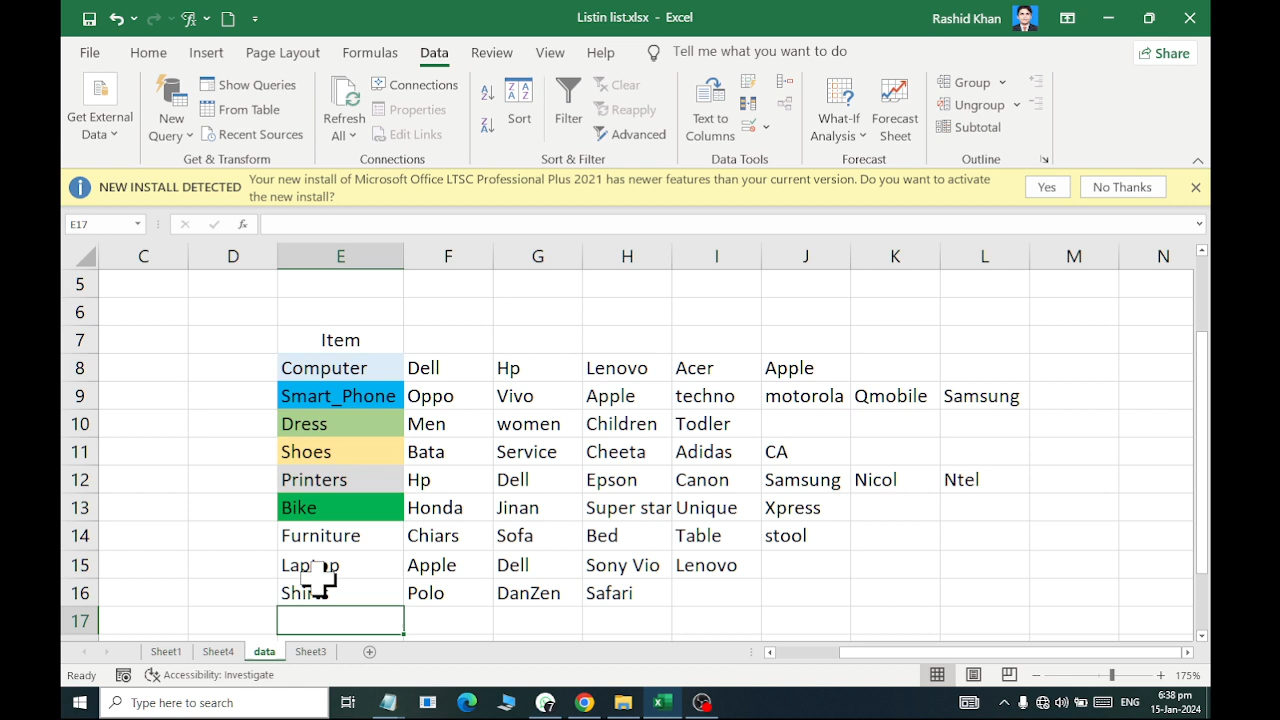 Listin list.xlsx - Excel
Rashid Khan
File Home Insert Page Layout Formulas Data Review View Help Tell me what you want to do Share
Get External Data
New Query
Show Queries
From Table
Recent Sources
Get & Transform
Refresh All
Connections
Properties
Edit Links
Connections
Sort
Filter
Clear
Reapply
Advanced
Sort & Filter
Text to Columns
Data Tools
What-If Analysis
Forecast Sheet
Forecast
Group
Ungroup
Subtotal
Outline
NEW INSTALL DETECTED Your new install of Microsoft Office LTSC Professional Plus 2021 has newer features than your current version. Do you want to activate
the new install?
Yes
No Thanks
E17 fx
C D E F G H I J K L M N
5
6
7 Item
8 Computer Dell Hp Lenovo Acer Apple
9 Smart_Phone Oppo Vivo Apple techno motorola Qmobile Samsung
10 Dress Men women Children Todler
11 Shoes Bata Service Cheeta Adidas CA
12 Printers Hp Dell Epson Canon Samsung Nicol Ntel
13 Bike Honda Jinan Super star Unique Xpress
14 Furniture Chiars Sofa Bed Table stool
15 Laptop Apple Dell Sony Vio Lenovo
16 Polo DanZen Safari
17
Sheet1 Sheet4 data Sheet3
Ready Accessibility: Investigate 175%
Type here to search
ENG
6:38 pm
15-Jan-2024